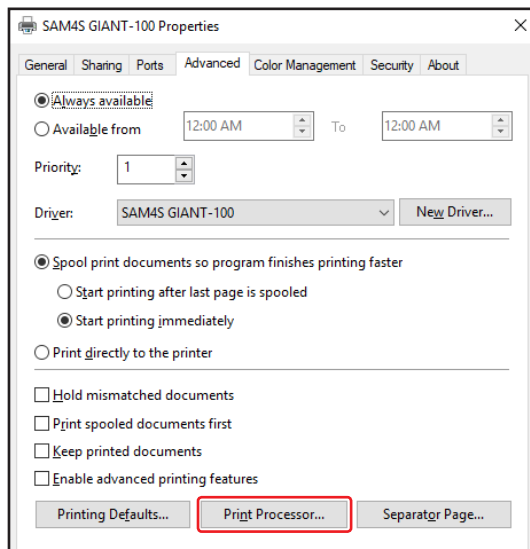 SAM4S GIANT-100 Properties
General Sharing Ports Advanced Color Management Security About
Always available
Available from 12:00 AM To 12:00 AM
Priority: 1
Driver: SAM4S GIANT-100 New Driver...
Spool print documents so program finishes printing faster
Start printing after last page is spooled
Start printing immediately
Print directly to the printer
Hold mismatched documents
Print spooled documents first
Keep printed documents
Enable advanced printing features
Printing Defaults... Print Processor... Separator Page...